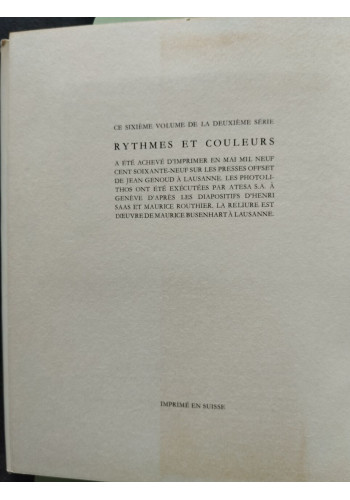 CE SIXIÈME VOLUME DE LA DEUXIÈME SÉRIE
RYTHMES ET COULEURS
A ÉTÉ ACHEVÉ D'IMPRIMER EN MAI MIL NEUF
CENT SOIXANTE-NEUF SUR LES PRESSES OFFSET
DE JEAN GENOUD À LAUSANNE. LES PHOTOLI-
THOS ONT ÉTÉ EXÉCUTÉES PAR ATESA S.A. À
GENÈVE D'APRÈS LES DIAPOSITIFS D'HENRI
SAAS ET MAURICE ROUTHIER. LA RELIURE EST
L'ŒUVRE DE MAURICE BUSENHART À LAUSANNE.
IMPRIMÉ EN SUISSE